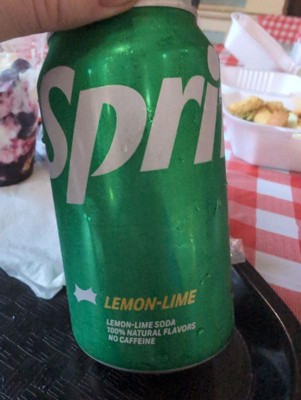 Spri
LEMON-LIME
LEMON-LIME SODA
100% NATURAL FLAVORS
NO CAFFEINE